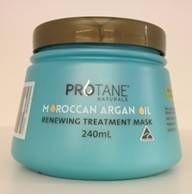 PROTANE
NATURALS
MOROCCAN ARGAN OIL
RENEWING TREATMENT MASK
240mL